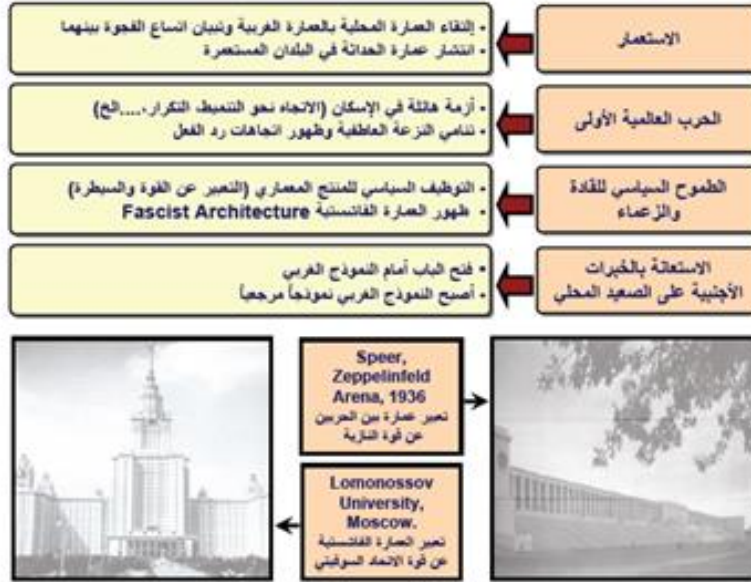 الاستعمار
• إلتقاء العمارة المحلية بالعمارة الغربية وتبيان اتساع الفجوة بينهما
• انتشار عمارة الحداثة في البلدان المستعمرة
الحرب العالمية الأولى
• أزمة هائلة في الإسكان (الاتجاه نحو التنميط، التكرار،....الخ)
• تنامي النزعة العاطفية وظهور اتجاهات رد الفعل
الطموح السياسي للقادة
والزعماء
• التوظيف السياسي للمنتج المعماري (التعبير عن القوة والسيطرة)
• ظهور العمارة الفاشستية Fascist Architecture
الاستعانة بالخبرات
الأجنبية على الصعيد المحلي
• فتح الباب أمام النموذج الغربي
• أصبح النموذج الغربي نموذجاً مرجعياً
Speer,
Zeppelinfeld
Arena, 1936
تعبير عمارة بين الحربين
عن قوة النازية
Lomonossov
University,
Moscow.
تعبير العمارة الفاشستية
عن قوة الاتحاد السوفيتي